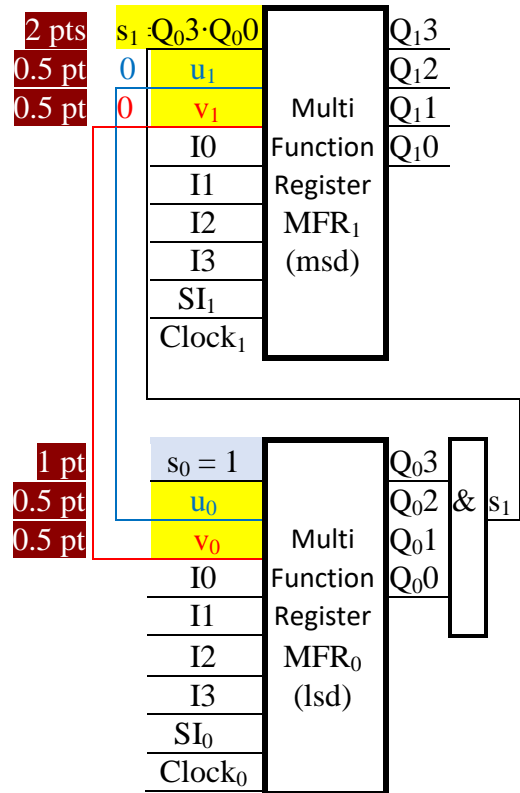 2 pts s₁ =Q₀3·Q₀0 Q₁3
0.5 pt 0 u₁ Q₁2
0.5 pt 0 v₁ Multi Q₁1
I0 Function Q₁0
I1 Register
I2 MFR₁
I3 (msd)
SI₁
Clock₁
1 pt s₀ = 1 Q₀3
0.5 pt u₀ Q₀2 & s₁
0.5 pt v₀ Multi Q₀1
I0 Function Q₀0
I1 Register
I2 MFR₀
I3 (lsd)
SI₀
Clock₀